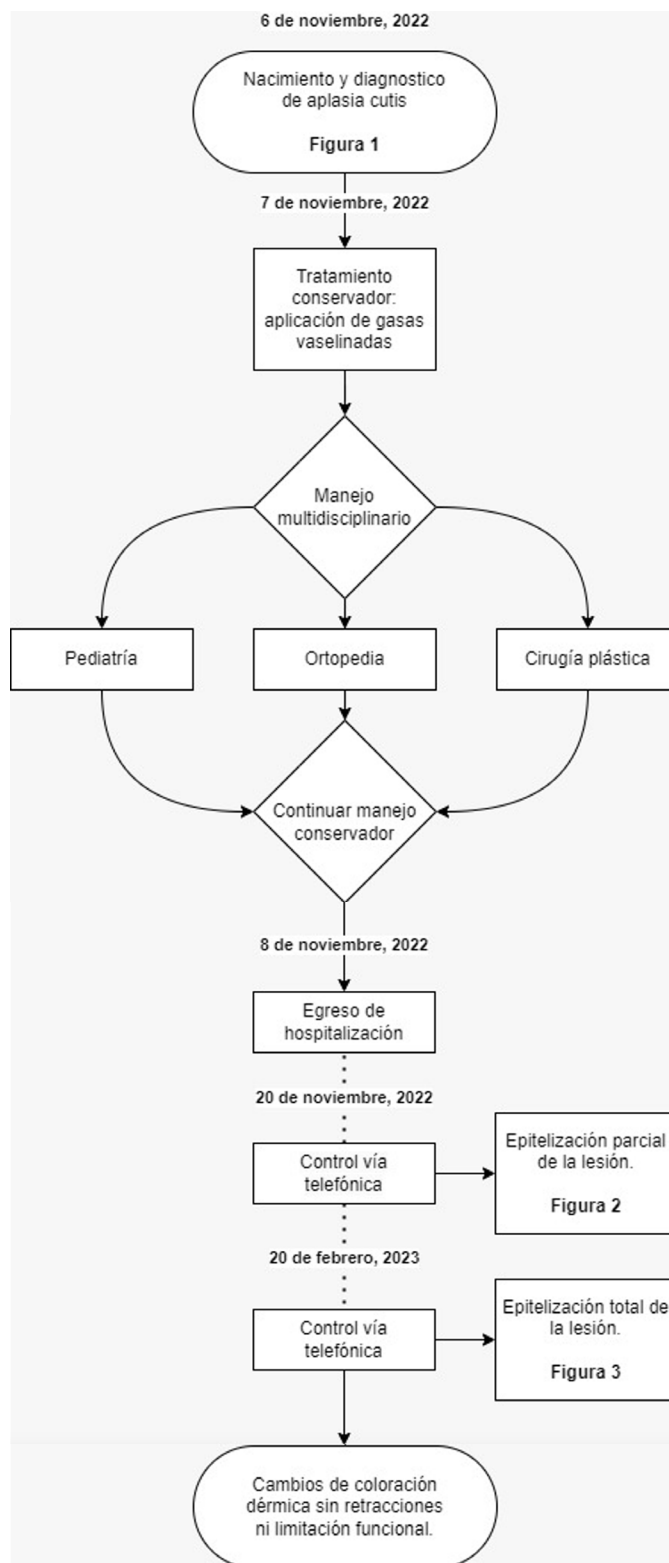 6 de noviembre, 2022
Nacimiento y diagnostico
de aplasia cutis
Figura 1
7 de noviembre, 2022
Tratamiento
conservador:
aplicación de gasas
vaselinadas
Manejo
multidisciplinario
Pediatría
Ortopedia
Cirugía plástica
Continuar manejo
conservador
8 de noviembre, 2022
Egreso de
hospitalización
20 de noviembre, 2022
Control vía
telefónica
Epitelización parcial
de la lesión.
Figura 2
20 de febrero, 2023
Control vía
telefónica
Epitelización total de
la lesión.
Figura 3
Cambios de coloración
dérmica sin retracciones
ni limitación funcional.